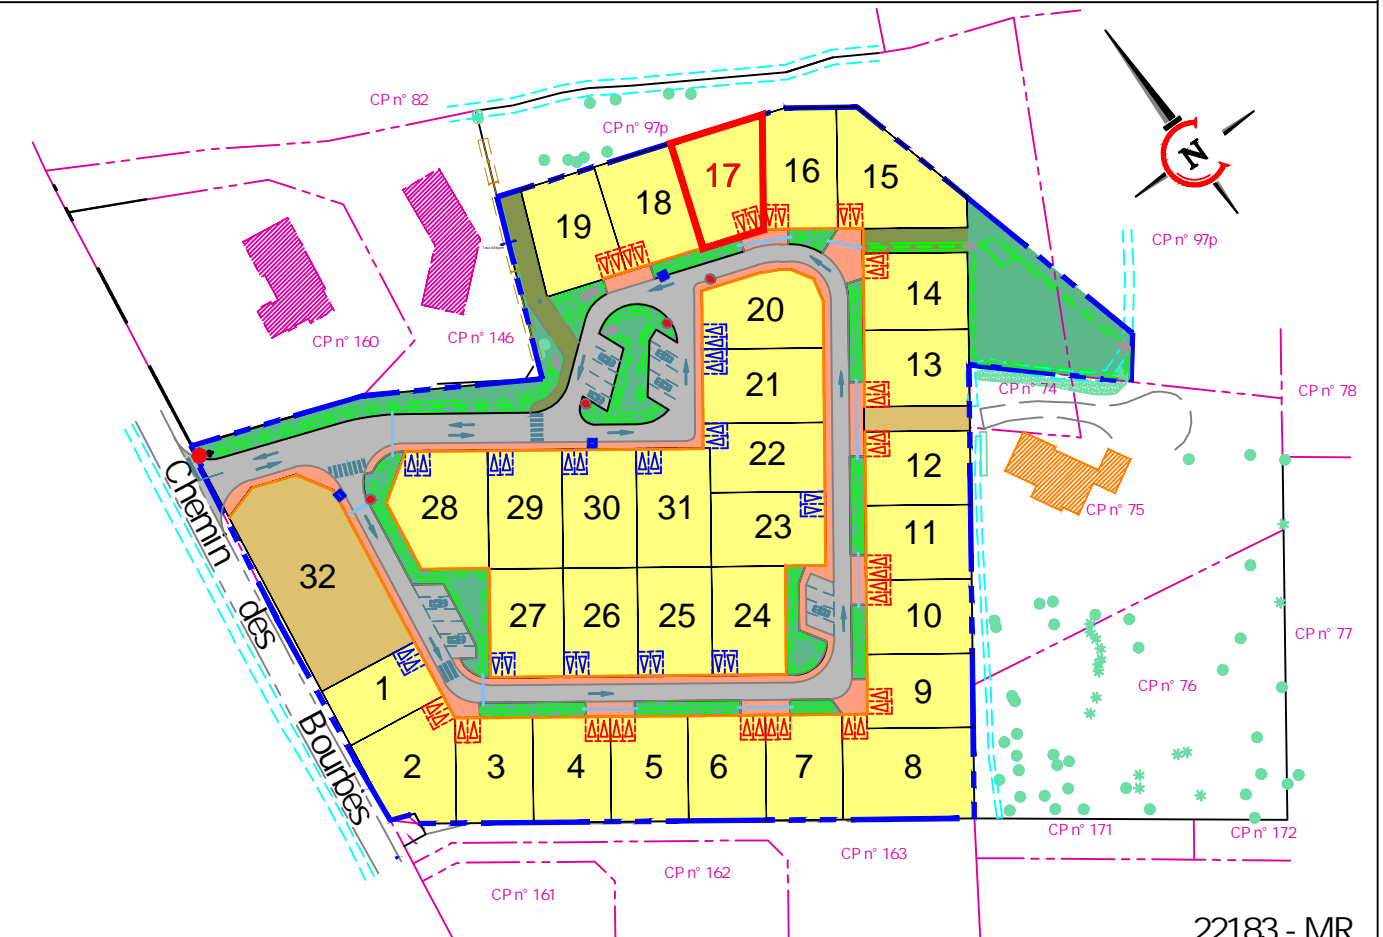 CP n° 82
CP n° 97p
N
17
16
15
18
19
CP n° 97p
14
20
CP n° 160
CP n° 146
13
21
CP n° 74
CP n° 78
22
12
Chemin
des
Bourbes
28
29
30
31
23
11
CP n° 75
32
27
26
25
24
10
CP n° 77
1
9
CP n° 76
2
3
4
5
6
7
8
CP n° 171
CP n° 172
CP n° 163
CP n° 162
CP n° 161
22183 - MR